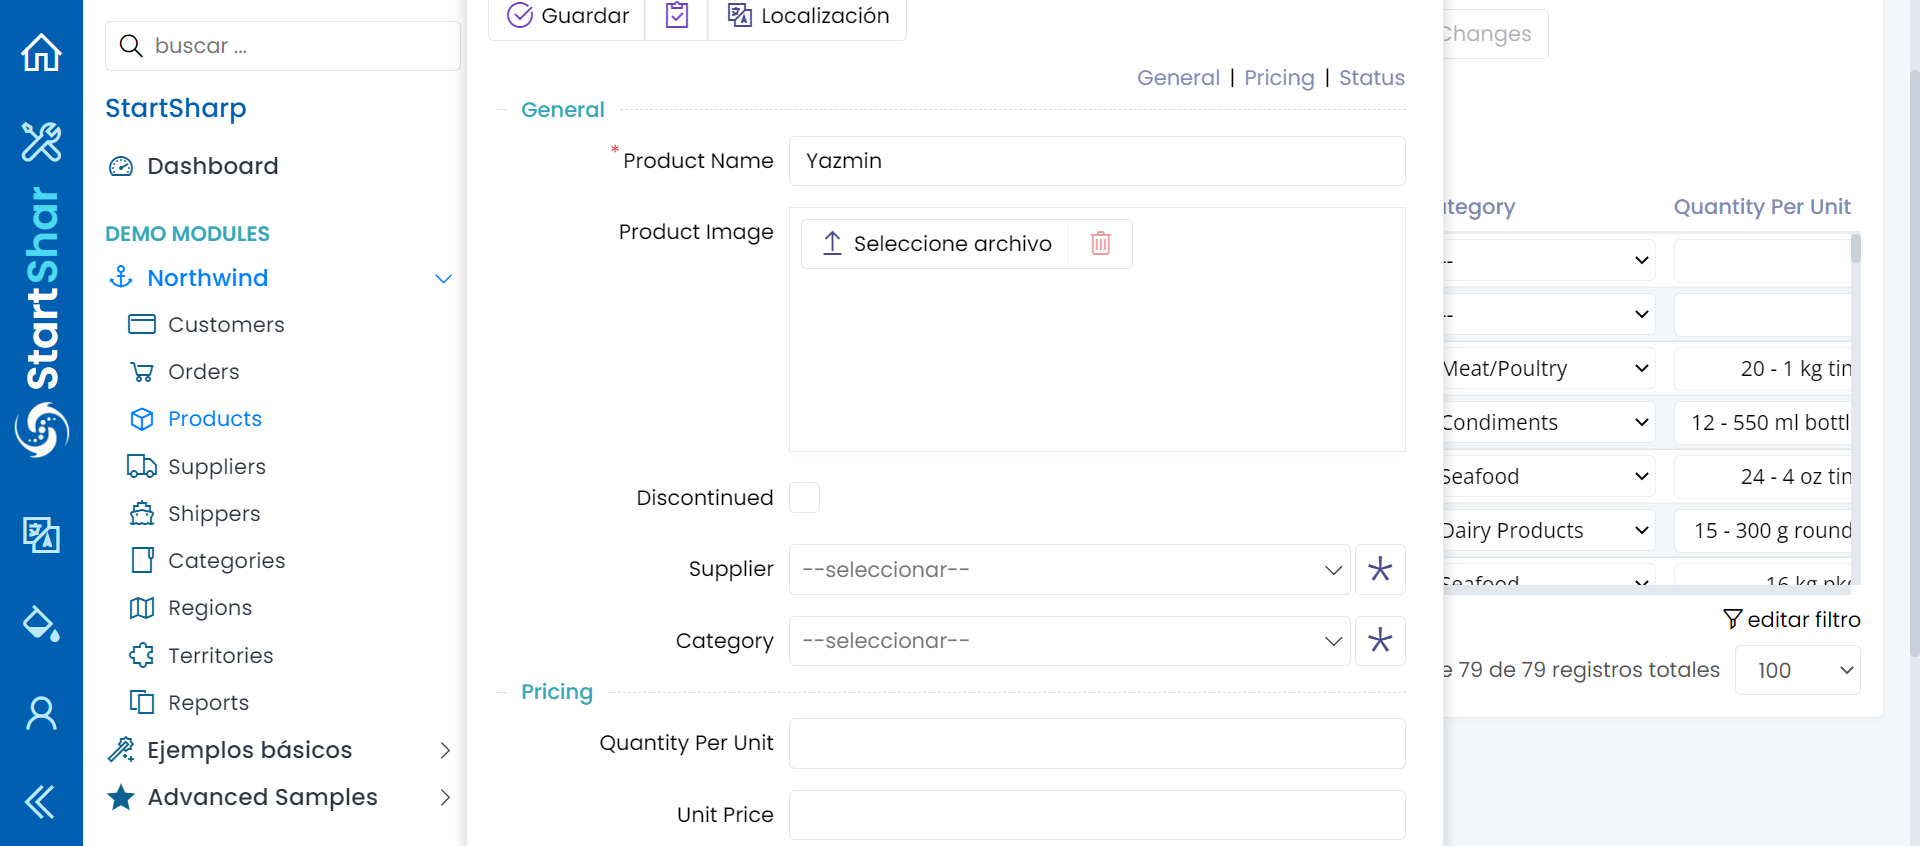 StartShar
buscar ...
StartSharp
Dashboard
DEMO MODULES
Northwind
Customers
Orders
Products
Suppliers
Shippers
Categories
Regions
Territories
Reports
Ejemplos básicos
Advanced Samples
Guardar
Localización
General | Pricing | Status
General
* Product Name
Yazmin
Product Image
Seleccione archivo
Discontinued
Supplier
--seleccionar--
Category
--seleccionar--
Pricing
Quantity Per Unit
Unit Price
Changes
tegory
Quantity Per Unit
--
--
Meat/Poultry
20 - 1 kg tin
Condiments
12 - 550 ml bottl
Seafood
24 - 4 oz tin
Dairy Products
15 - 300 g round
Seafood
16 kg pkg
editar filtro
e 79 de 79 registros totales
100